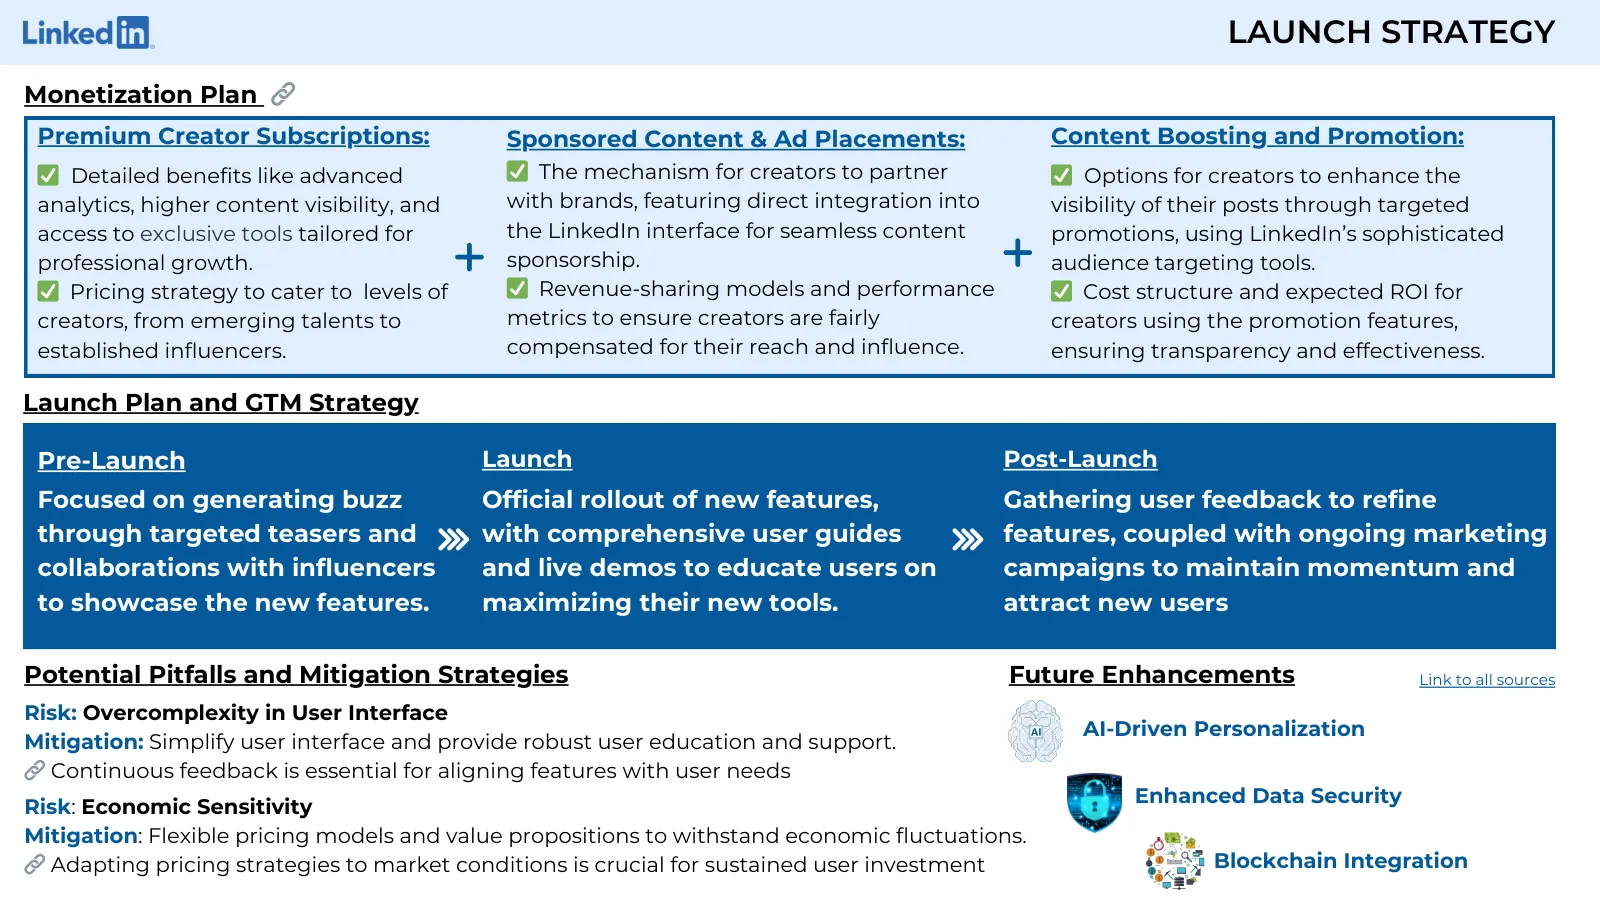 LinkedIn
LAUNCH STRATEGY
Monetization Plan
Premium Creator Subscriptions:
✅ Detailed benefits like advanced
analytics, higher content visibility, and
access to exclusive tools tailored for
professional growth.
✅ Pricing strategy to cater to levels of
creators, from emerging talents to
established influencers.
+
Sponsored Content & Ad Placements:
✅ The mechanism for creators to partner
with brands, featuring direct integration into
the LinkedIn interface for seamless content
sponsorship.
✅ Revenue-sharing models and performance
metrics to ensure creators are fairly
compensated for their reach and influence.
+
Content Boosting and Promotion:
✅ Options for creators to enhance the
visibility of their posts through targeted
promotions, using LinkedIn’s sophisticated
audience targeting tools.
✅ Cost structure and expected ROI for
creators using the promotion features,
ensuring transparency and effectiveness.
Launch Plan and GTM Strategy
Pre-Launch
Focused on generating buzz
through targeted teasers and
collaborations with influencers
to showcase the new features.
Launch
Official rollout of new features,
with comprehensive user guides
and live demos to educate users on
maximizing their new tools.
Post-Launch
Gathering user feedback to refine
features, coupled with ongoing marketing
campaigns to maintain momentum and
attract new users
Potential Pitfalls and Mitigation Strategies
Risk: Overcomplexity in User Interface
Mitigation: Simplify user interface and provide robust user education and support.
Continuous feedback is essential for aligning features with user needs
Risk: Economic Sensitivity
Mitigation: Flexible pricing models and value propositions to withstand economic fluctuations.
Adapting pricing strategies to market conditions is crucial for sustained user investment
Future Enhancements
Link to all sources
AI
AI-Driven Personalization
Enhanced Data Security
Blockchain Integration